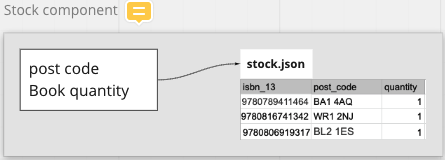 Stock component
post code
Book quantity
stock.json
isbn_13 post_code quantity
9780789411464 BA1 4AQ 1
9780816741342 WR1 2NJ 1
9780806919317 BL2 1ES 1